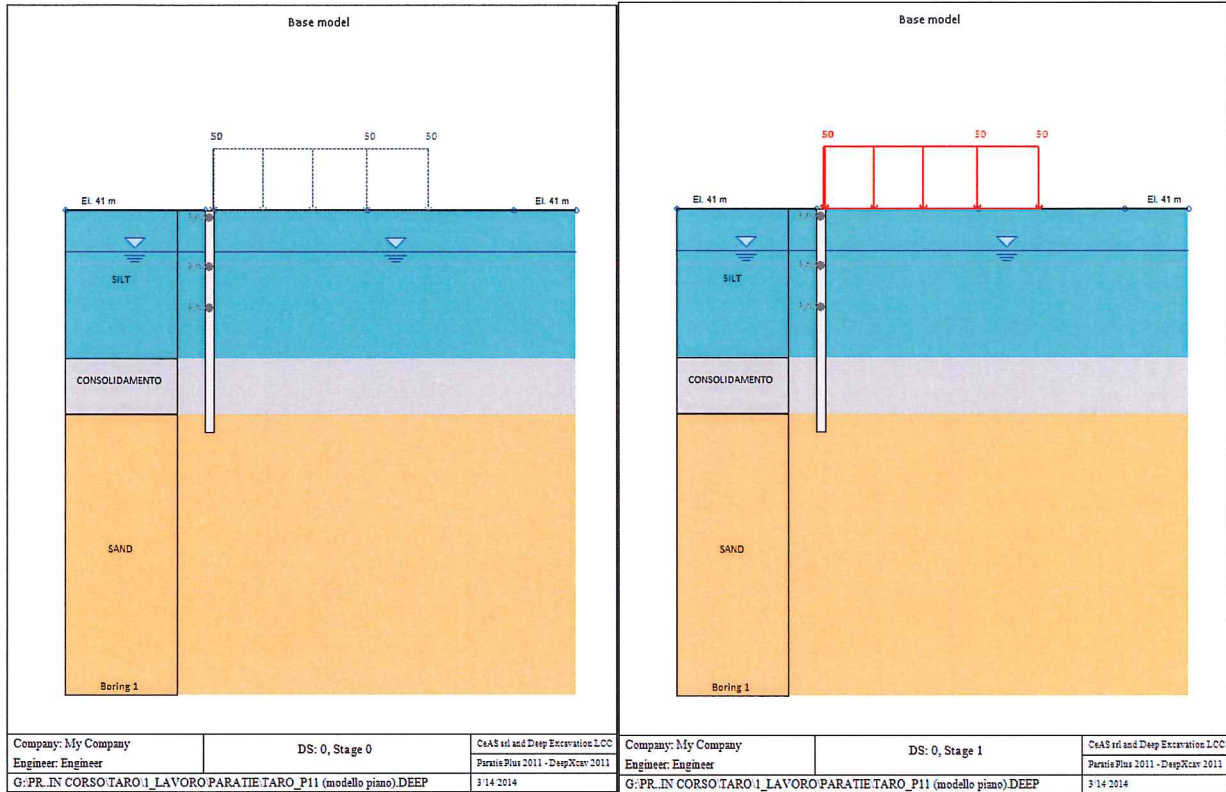 Base model
50 50 50
El. 41 m El. 41 m
SILT
CONSOLIDAMENTO
SAND
Boring 1
Company: My Company
Engineer: Engineer
DS: 0, Stage 0
CeAS srl and Deep Excavation LCC
Paratie Plus 2011 - DeepXcav 2011
G:\PR..IN CORSO\TARO\1_LAVORO\PARATIE\TARO_P11 (modello piano).DEEP
3/14/2014
Base model
50 50 50
El. 41 m El. 41 m
SILT
CONSOLIDAMENTO
SAND
Boring 1
Company: My Company
Engineer: Engineer
DS: 0, Stage 1
CeAS srl and Deep Excavation LCC
Paratie Plus 2011 - DeepXcav 2011
G:\PR..IN CORSO\TARO\1_LAVORO\PARATIE\TARO_P11 (modello piano).DEEP
3/14/2014